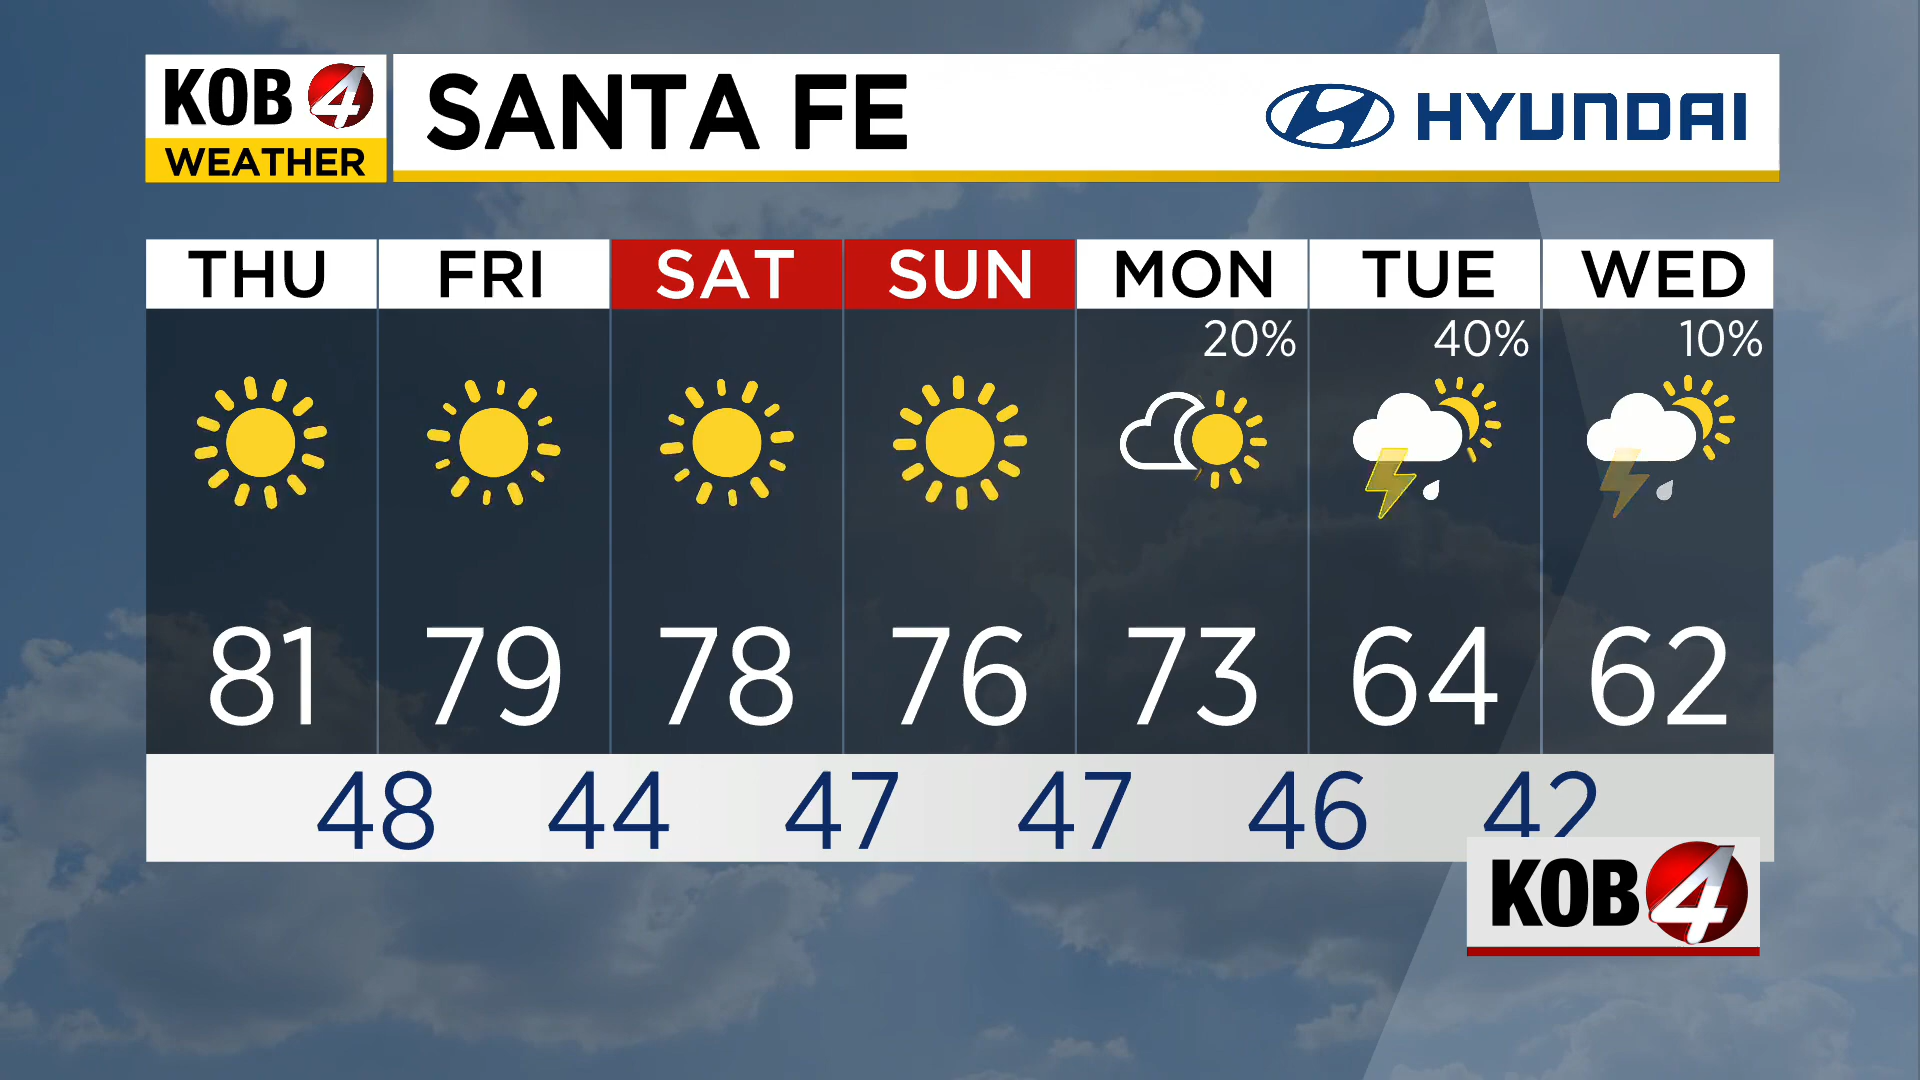 KOB 4
WEATHER
SANTA FE
HYUNDAI
THU FRI SAT SUN MON TUE WED
20% 40% 10%
81 79 78 76 73 64 62
48 44 47 47 46 42
KOB 4